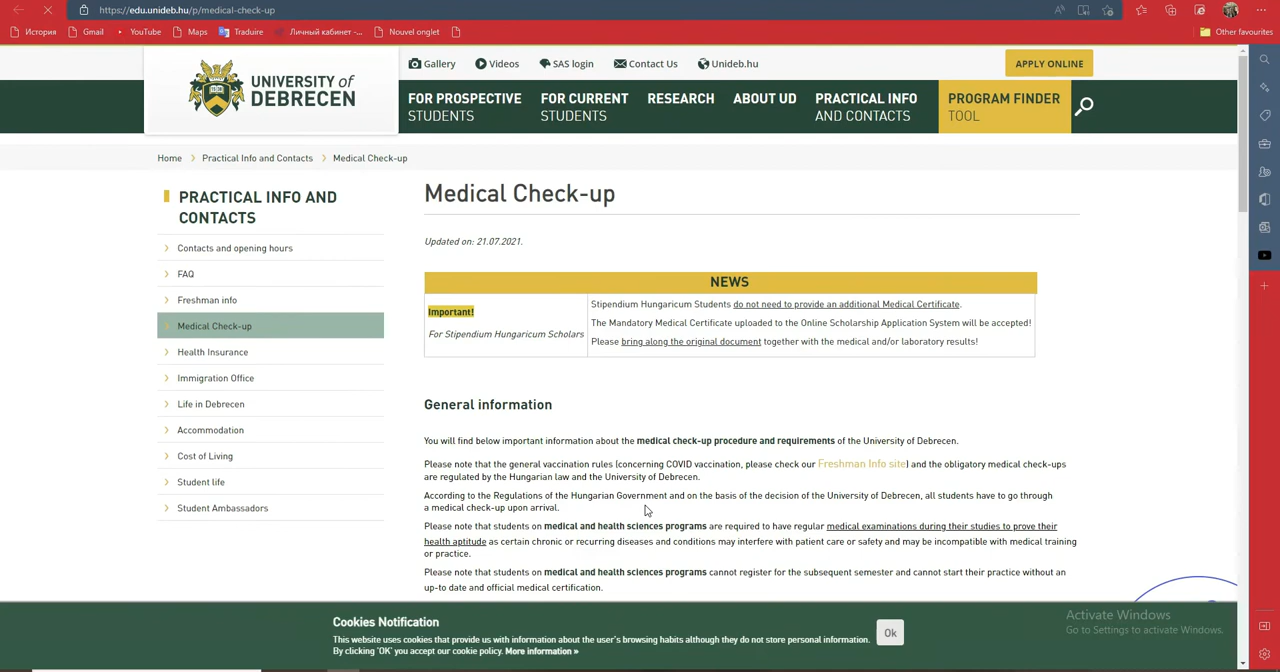 https://edu.unideb.hu/p/medical-check-up
История
Gmail
YouTube
Maps
Traduire
Личный кабинет -...
Nouvel onglet
Other favourites
UNIVERSITY of
DEBRECEN
Gallery
Videos
SAS login
Contact Us
Unideb.hu
APPLY ONLINE
FOR PROSPECTIVE
STUDENTS
FOR CURRENT
STUDENTS
RESEARCH
ABOUT UD
PRACTICAL INFO
AND CONTACTS
PROGRAM FINDER
TOOL
Home > Practical Info and Contacts > Medical Check-up
PRACTICAL INFO AND
CONTACTS
Contacts and opening hours
FAQ
Freshman info
Medical Check-up
Health Insurance
Immigration Office
Life in Debrecen
Accommodation
Cost of Living
Student life
Student Ambassadors
Medical Check-up
Updated on: 21.07.2021.
NEWS
Important!
For Stipendium Hungaricum Scholars
Stipendium Hungaricum Students do not need to provide an additional Medical Certificate.
The Mandatory Medical Certificate uploaded to the Online Scholarship Application System will be accepted!
Please bring along the original document together with the medical and/or laboratory results!
General information
You will find below important information about the medical check-up procedure and requirements of the University of Debrecen.
Please note that the general vaccination rules (concerning COVID vaccination, please check our Freshman Info site) and the obligatory medical check-ups
are regulated by the Hungarian law and the University of Debrecen.
According to the Regulations of the Hungarian Government and on the basis of the decision of the University of Debrecen, all students have to go through
a medical check-up upon arrival.
Please note that students on medical and health sciences programs are required to have regular medical examinations during their studies to prove their
health aptitude as certain chronic or recurring diseases and conditions may interfere with patient care or safety and may be incompatible with medical training
or practice.
Please note that students on medical and health sciences programs cannot register for the subsequent semester and cannot start their practice without an
up-to date and official medical certification.
Cookies Notification
This website uses cookies that provide us with information about the user's browsing habits although they do not store personal information.
By clicking 'OK' you accept our cookie policy. More information »
Ok
Activate Windows
Go to Settings to activate Windows.